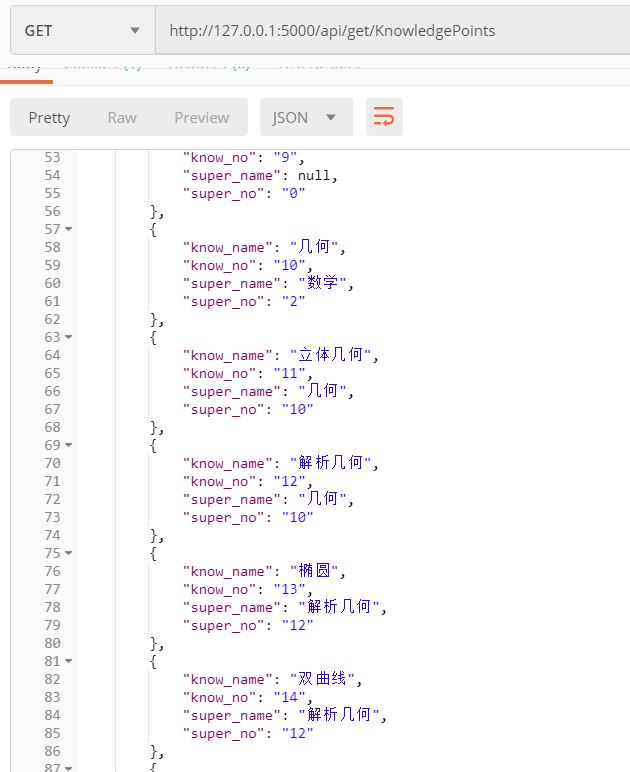 GET http://127.0.0.1:5000/api/get/KnowledgePoints
Pretty Raw Preview JSON
53 "know_no": "9",
54 "super_name": null,
55 "super_no": "0"
56 },
57 {
58 "know_name": "几何",
59 "know_no": "10",
60 "super_name": "数学",
61 "super_no": "2"
62 },
63 {
64 "know_name": "立体几何",
65 "know_no": "11",
66 "super_name": "几何",
67 "super_no": "10"
68 },
69 {
70 "know_name": "解析几何",
71 "know_no": "12",
72 "super_name": "几何",
73 "super_no": "10"
74 },
75 {
76 "know_name": "椭圆",
77 "know_no": "13",
78 "super_name": "解析几何",
79 "super_no": "12"
80 },
81 {
82 "know_name": "双曲线",
83 "know_no": "14",
84 "super_name": "解析几何",
85 "super_no": "12"
86 },
87 {